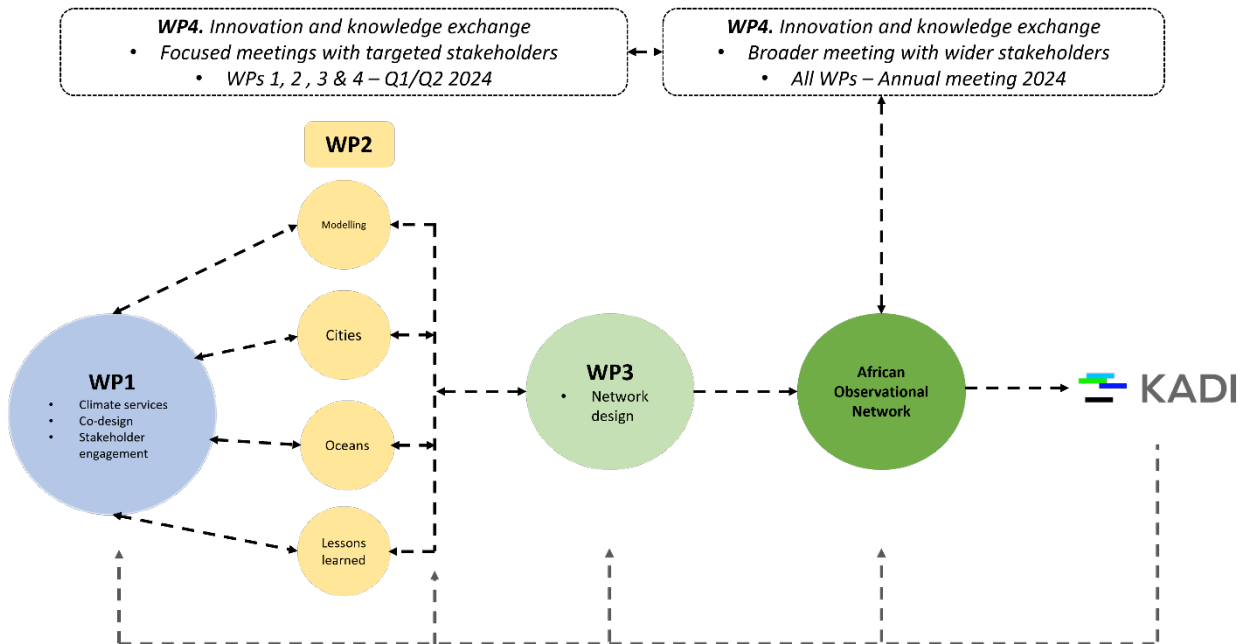 WP4. Innovation and knowledge exchange
• Focused meetings with targeted stakeholders
• WPs 1, 2 , 3 & 4 – Q1/Q2 2024
WP4. Innovation and knowledge exchange
• Broader meeting with wider stakeholders
• All WPs – Annual meeting 2024
WP2
Modelling
Cities
Oceans
Lessons
learned
WP1
• Climate services
• Co-design
• Stakeholder
engagement
WP3
• Network
design
African
Observational
Network
KADI